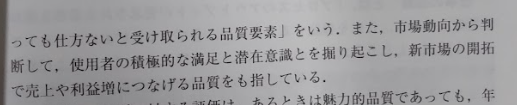 っても仕方ないと受け取られる品質要素」をいう．また，市場動向から判
断して，使用者の積極的な満足と潜在意識とを掘り起こし，新市場の開拓
で売上や利益増につなげる品質をも指している．
評価は，あるときは魅力的品質であっても，年